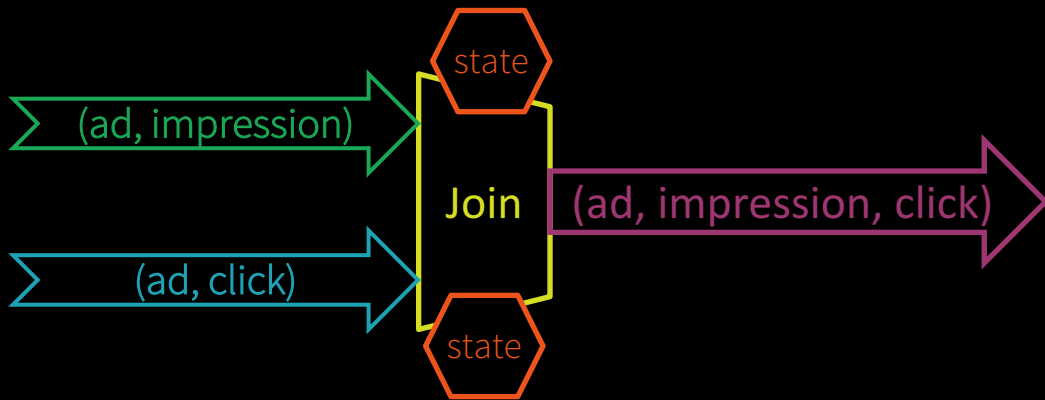 state
(ad, impression)
Join
(ad, impression, click)
(ad, click)
state